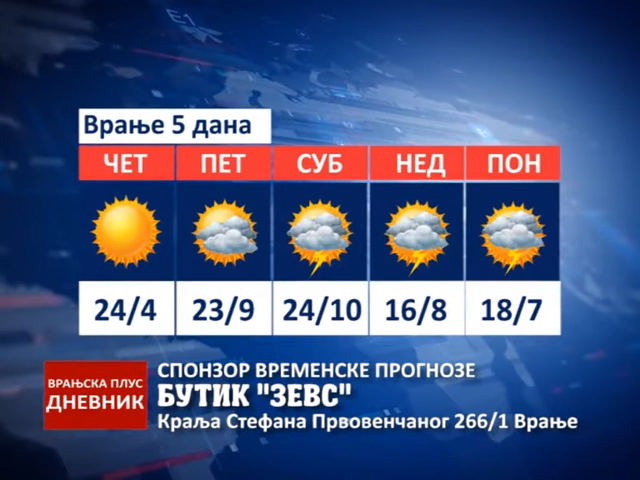 Врање 5 дана
ЧЕТ ПЕТ СУБ НЕД ПОН
24/4 23/9 24/10 16/8 18/7
ВРАЊСКА ПЛУС
ДНЕВНИК
СПОНЗОР ВРЕМЕНСКЕ ПРОГНОЗЕ
БУТИК "ЗЕВС"
Краља Стефана Првовенчаног 266/1 Врање